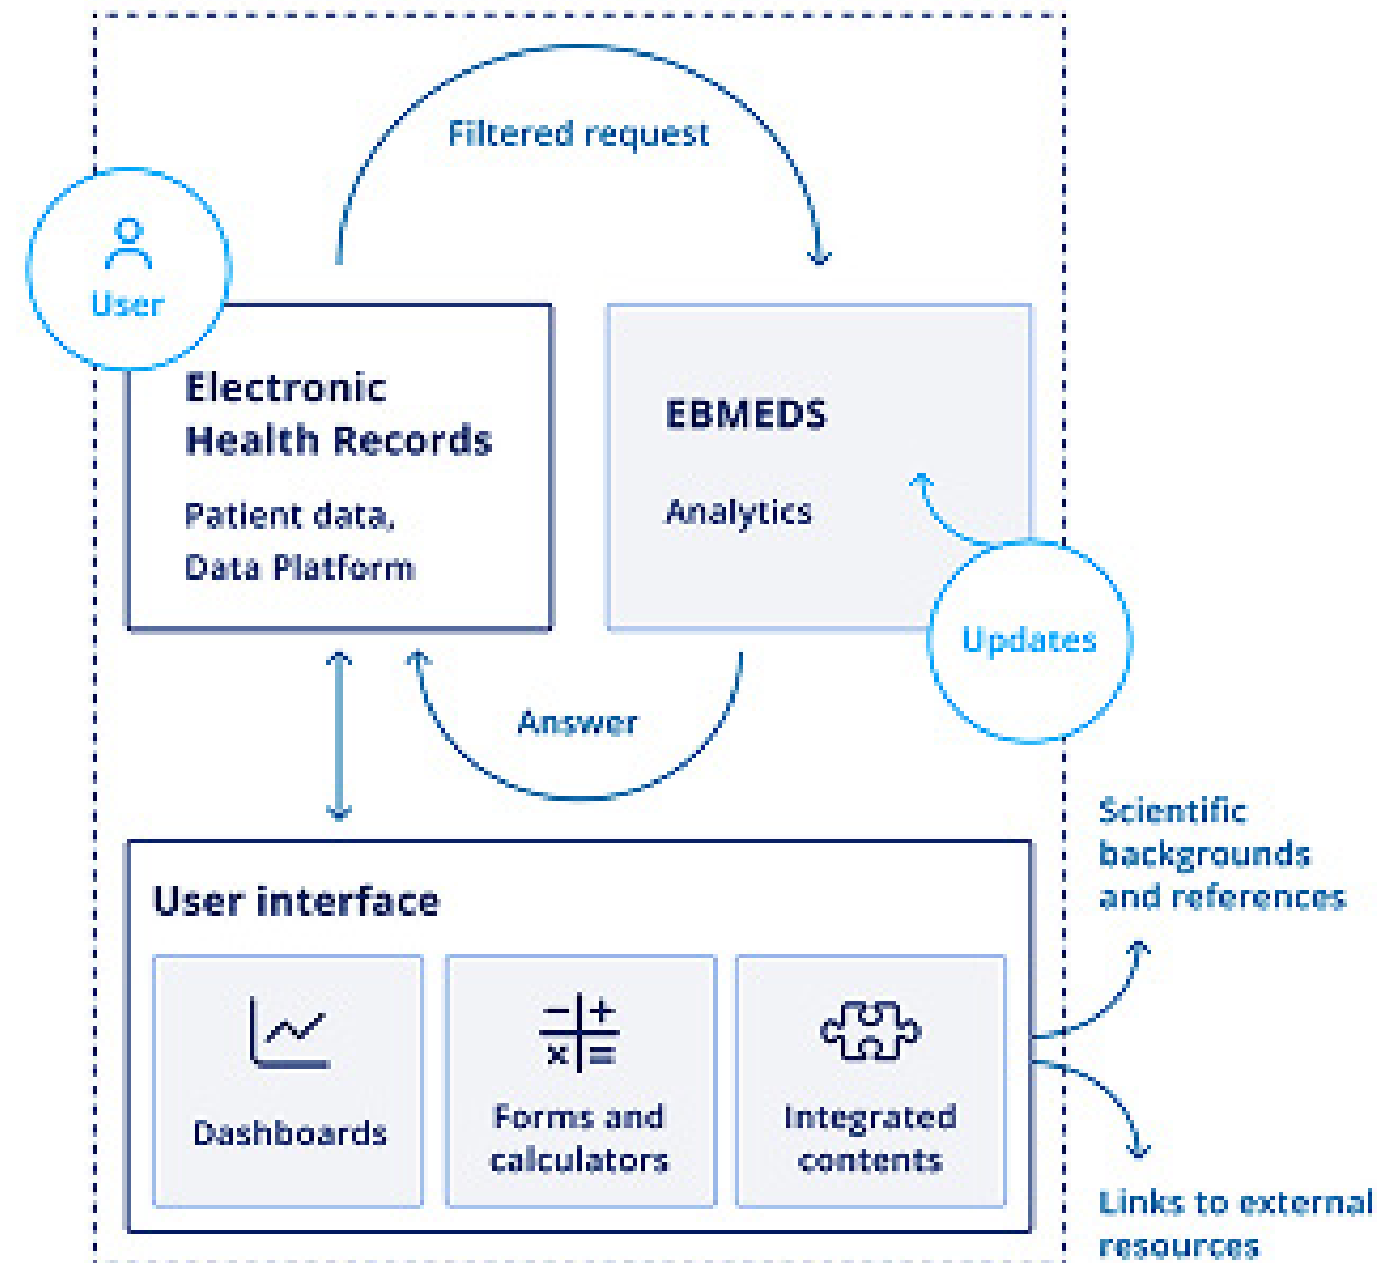 Filtered request
User
Electronic
Health Records
Patient data,
Data Platform
EBMEDS
Analytics
Updates
Answer
Scientific
backgrounds
and references
User interface
Dashboards
Forms and
calculators
Integrated
contents
Links to external
resources